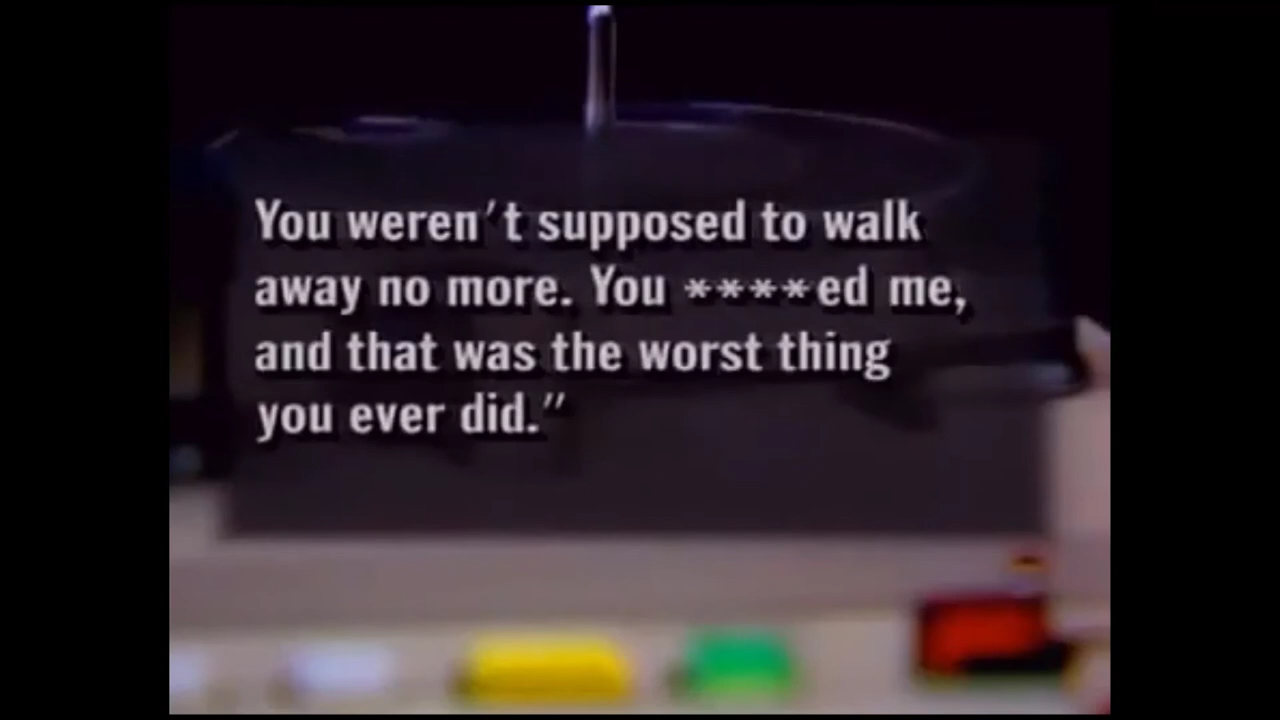 You weren't supposed to walk
away no more. You ****ed me,
and that was the worst thing
you ever did.”